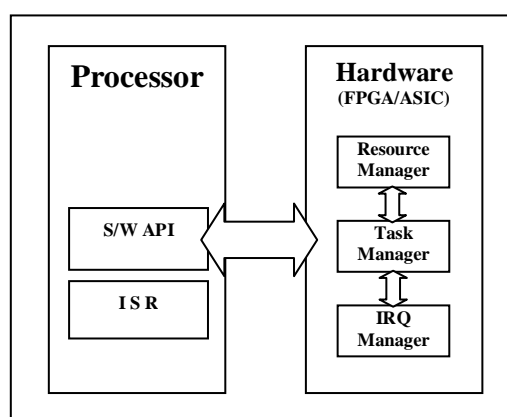 Processor
S/W API
I S R
Hardware
(FPGA/ASIC)
Resource
Manager
Task
Manager
IRQ
Manager